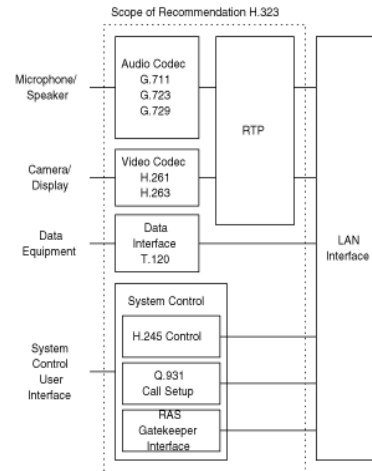 Scope of Recommendation H.323
Microphone/
Speaker
Audio Codec
G.711
G.723
G.729
RTP
Camera/
Display
Video Codec
H.261
H.263
Data
Equipment
Data
Interface
T.120
LAN
Interface
System
Control
User
Interface
System Control
H.245 Control
Q.931
Call Setup
RAS
Gatekeeper
Interface